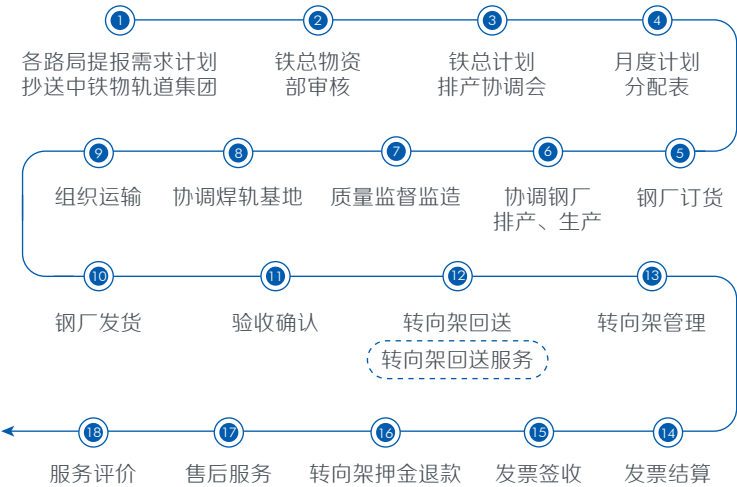 1
各路局提报需求计划
抄送中铁物轨道集团
2
铁总物资
部审核
3
铁总计划
排产协调会
4
月度计划
分配表
5
钢厂订货
6
协调钢厂
排产、生产
7
质量监督监造
8
协调焊轨基地
9
组织运输
10
钢厂发货
11
验收确认
12
转向架回送
转向架回送服务
13
转向架管理
14
发票结算
15
发票签收
16
转向架押金退款
17
售后服务
18
服务评价